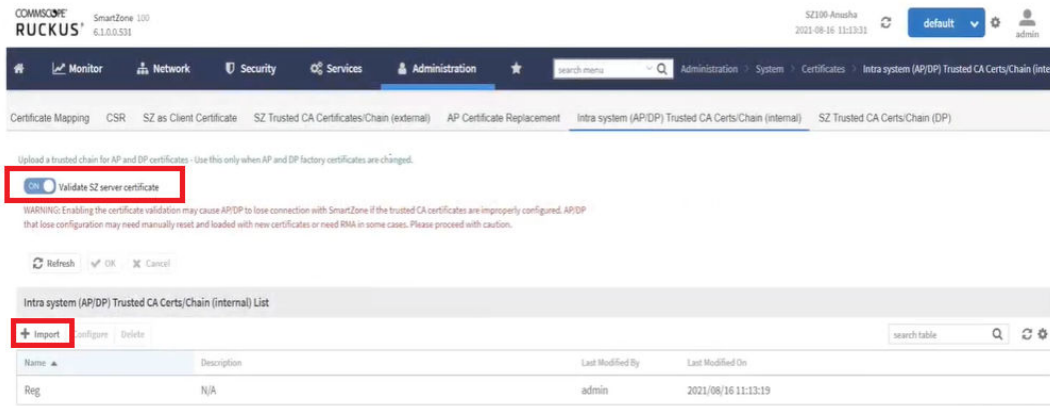 COMMSCOPE
RUCKUS
SmartZone 100
6.1.0.0.531
SZ100-Anusha
2021-08-16 11:13:31
default
admin
Monitor
Network
Security
Services
Administration
search menu
Administration > System > Certificates > Intra system (AP/DP) Trusted CA Certs/Chain (inte
Certificate Mapping
CSR
SZ as Client Certificate
SZ Trusted CA Certificates/Chain (external)
AP Certificate Replacement
Intra system (AP/DP) Trusted CA Certs/Chain (internal)
SZ Trusted CA Certs/Chain (DP)
Upload a trusted chain for AP and DP certificates - Use this only when AP and DP factory certificates are changed.
ON Validate SZ server certificate
WARNING: Enabling the certificate validation may cause AP/DP to lose connection with SmartZone if the trusted CA certificates are improperly configured. AP/DP
that lose configuration may need manually reset and loaded with new certificates or need RMA in some cases. Please proceed with caution.
Refresh
OK
Cancel
Intra system (AP/DP) Trusted CA Certs/Chain (internal) List
Import
Configure
Delete
search table
Name
Description
Last Modified By
Last Modified On
Reg
N/A
admin
2021/08/16 11:13:19